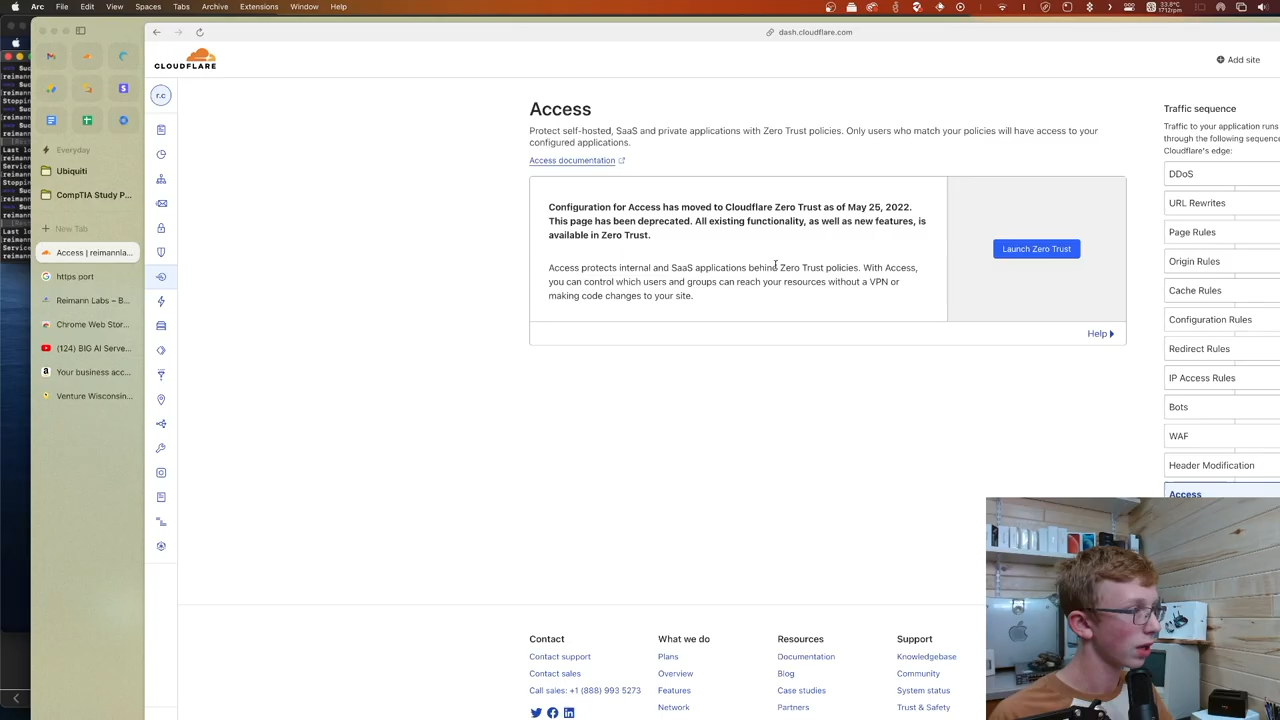 Tabs
Archive
Extensions
Window
Help
33.8°C
dash.cloudflare.com
CLOUDFLARE
Add site
r.c
Everyday
Ubiquiti
CompTIA Study P...
New Tab
Access | reimannla...
https port
Reimann Labs – B...
Chrome Web Stor...
(124) BIG AI Serve...
Your business acc...
Venture Wisconsin...
Access
Protect self-hosted, SaaS and private applications with Zero Trust policies. Only users who match your policies will have access to your
configured applications.
Access documentation
Configuration for Access has moved to Cloudflare Zero Trust as of May 25, 2022.
This page has been deprecated. All existing functionality, as well as new features, is
available in Zero Trust.
Access protects internal and SaaS applications behind Zero Trust policies. With Access,
you can control which users and groups can reach your resources without a VPN or
making code changes to your site.
Launch Zero Trust
Help
Traffic sequence
Traffic to your application runs
through the following sequence
Cloudflare's edge:
DDoS
URL Rewrites
Page Rules
Origin Rules
Cache Rules
Configuration Rules
Redirect Rules
IP Access Rules
Bots
WAF
Header Modification
Access
Contact
Contact support
Contact sales
Call sales: +1 (888) 993 5273
What we do
Plans
Overview
Features
Network
Resources
Documentation
Blog
Case studies
Partners
Support
Knowledgebase
Community
System status
Trust & Safety